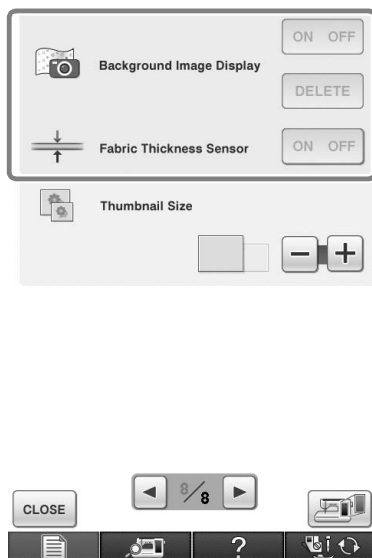 ON OFF
Background Image Display
DELETE
Fabric Thickness Sensor
ON OFF
Thumbnail Size
− +
8/8
CLOSE
?
i